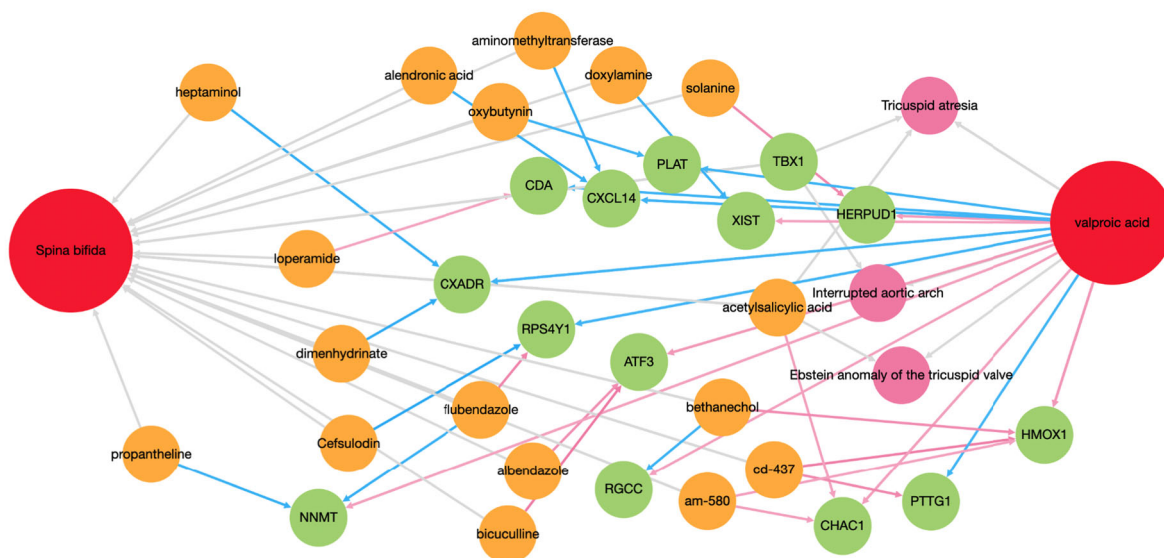 aminomethyltransferase
alendronic acid
doxylamine
heptaminol
solanine
oxybutynin
Tricuspid atresia
PLAT
TBX1
CDA
CXCL14
XIST
HERPUD1
valproic acid
Spina bifida
loperamide
CXADR
Interrupted aortic arch
acetylsalicylic acid
RPS4Y1
dimenhydrinate
ATF3
Ebstein anomaly of the tricuspid valve
flubendazole
bethanechol
Cefsulodin
HMOX1
propantheline
albendazole
cd-437
RGCC
am-580
PTTG1
NNMT
CHAC1
bicuculline